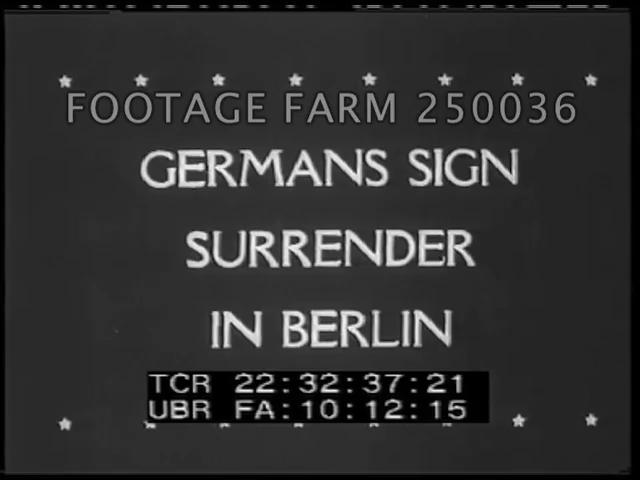 FOOTAGE FARM 250036
GERMANS SIGN
SURRENDER
IN BERLIN
TCR 22:32:37:21
UBR FA:10:12:15